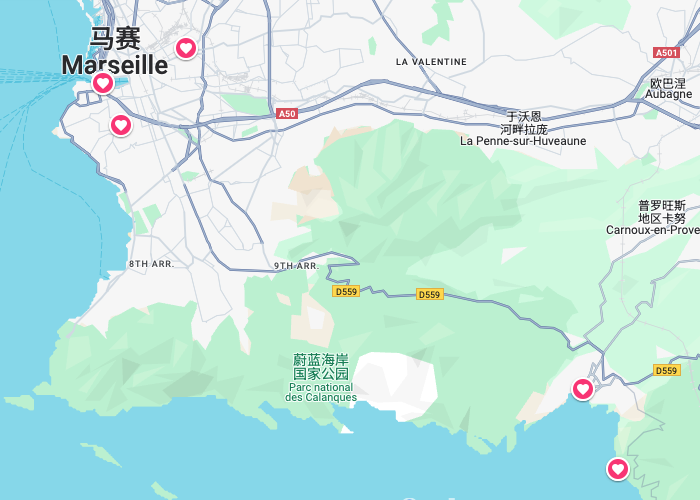 马赛
Marseille
LA VALENTINE
A501
欧巴涅
Aubagne
A50
于沃恩
河畔拉庞
La Penne-sur-Huveaune
普罗旺斯
地区卡努
Carnoux-en-Prove
8TH ARR.
9TH ARR.
D559
D559
蔚蓝海岸
国家公园
Parc national
des Calanques
D559